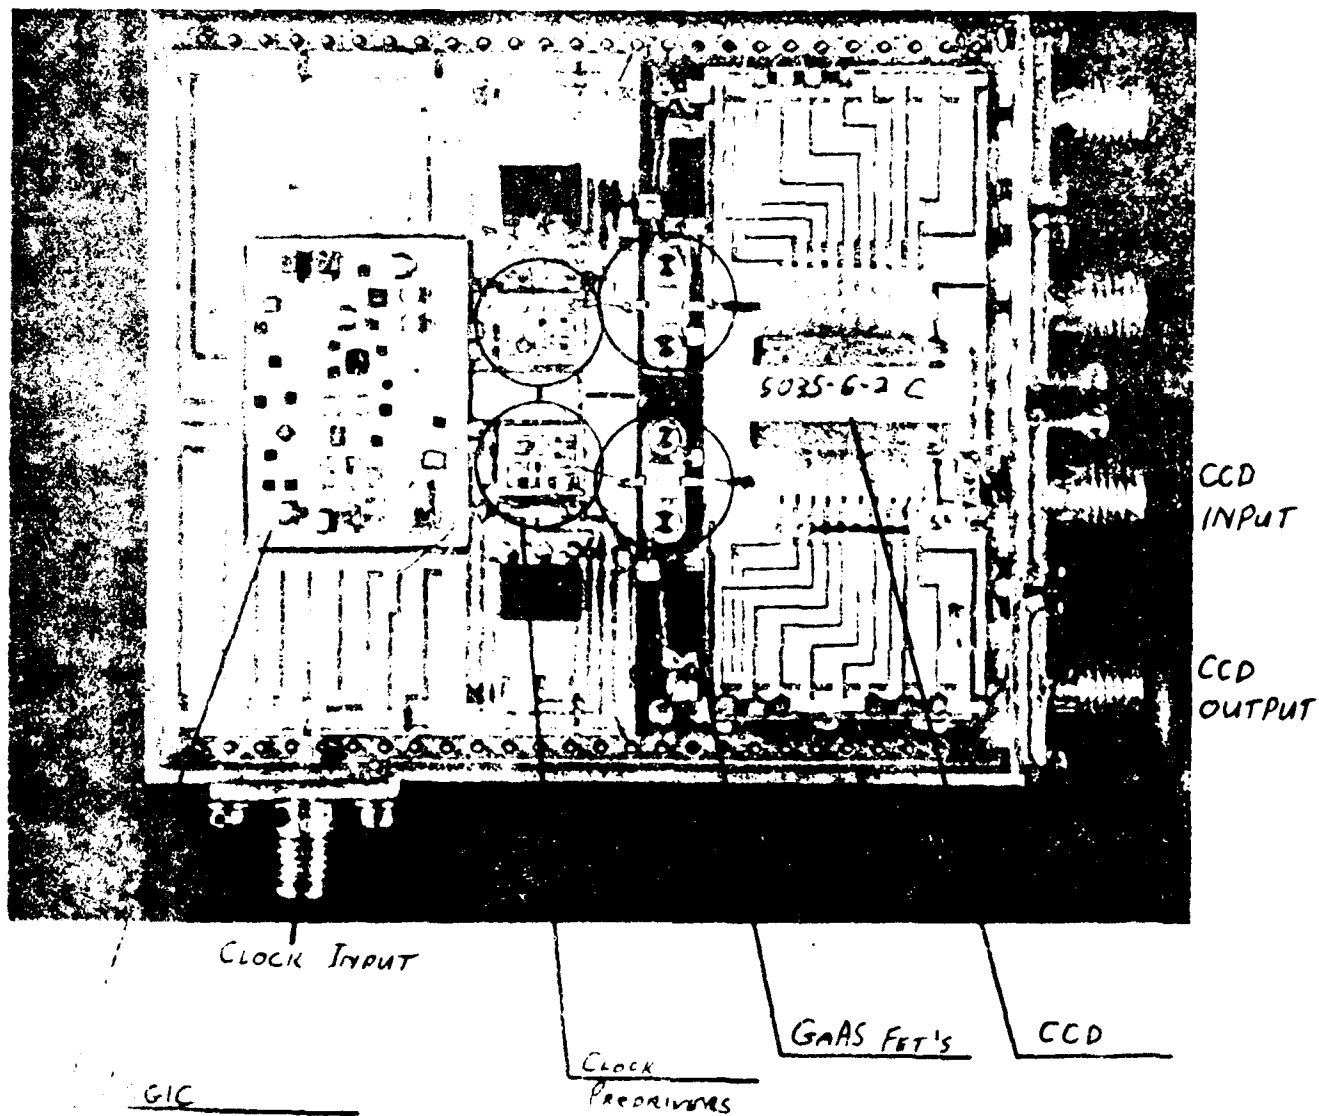 5035-6-2 C
CCD
INPUT
CCD
OUTPUT
CLOCK INPUT
GaAS FET'S
CCD
CLOCK
PREDRIVERS
GIC